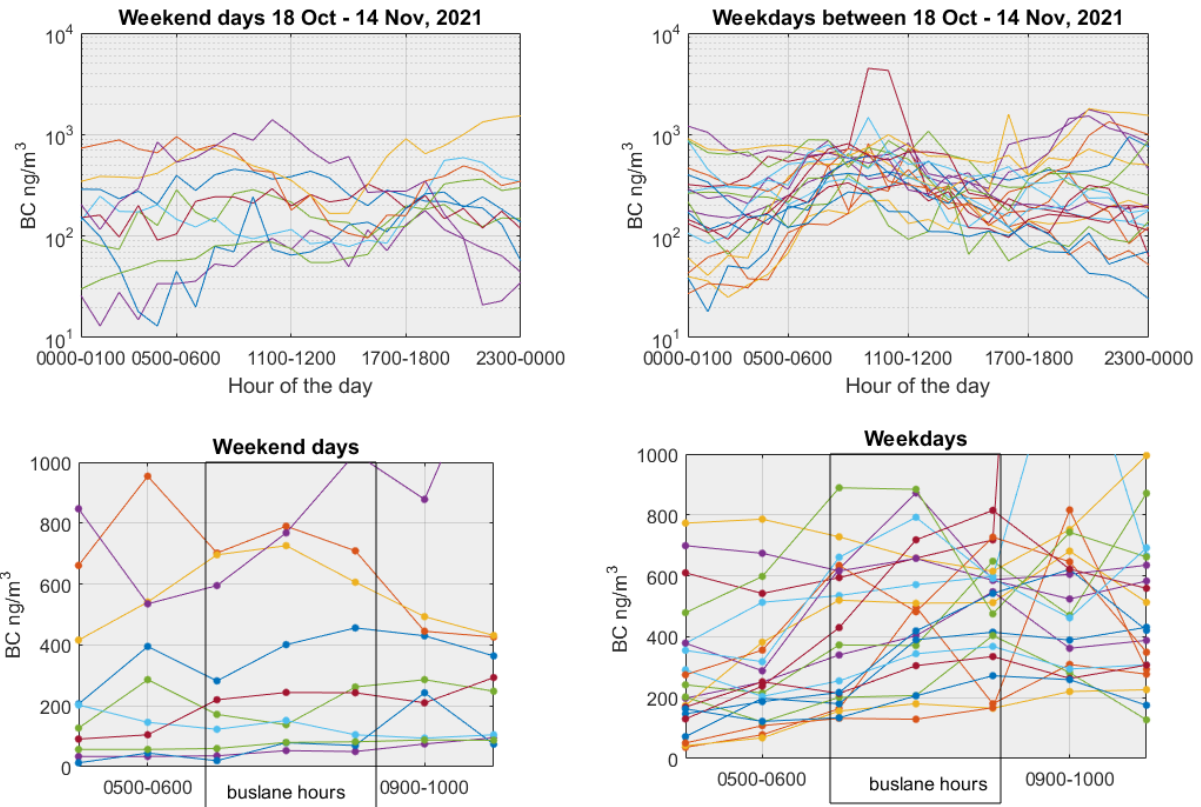 Weekend days 18 Oct - 14 Nov, 2021
10^4
10^3
10^2
10^1
BC ng/m^3
0000-0100 0500-0600 1100-1200 1700-1800 2300-0000
Hour of the day
Weekdays between 18 Oct - 14 Nov, 2021
10^4
10^3
10^2
10^1
BC ng/m^3
0000-0100 0500-0600 1100-1200 1700-1800 2300-0000
Hour of the day
Weekend days
1000
800
600
400
200
0
BC ng/m^3
0500-0600 buslane hours 0900-1000
Weekdays
1000
800
600
400
200
0
BC ng/m^3
0500-0600 buslane hours 0900-1000